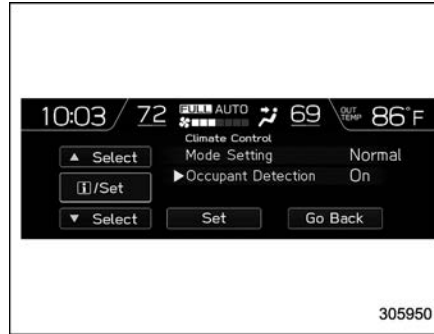 10:03 72 FULL AUTO 69 OUT TEMP 86°F
Climate Control
Mode Setting Normal
▶Occupant Detection On
▲ Select
i/Set
▼ Select Set Go Back
305950